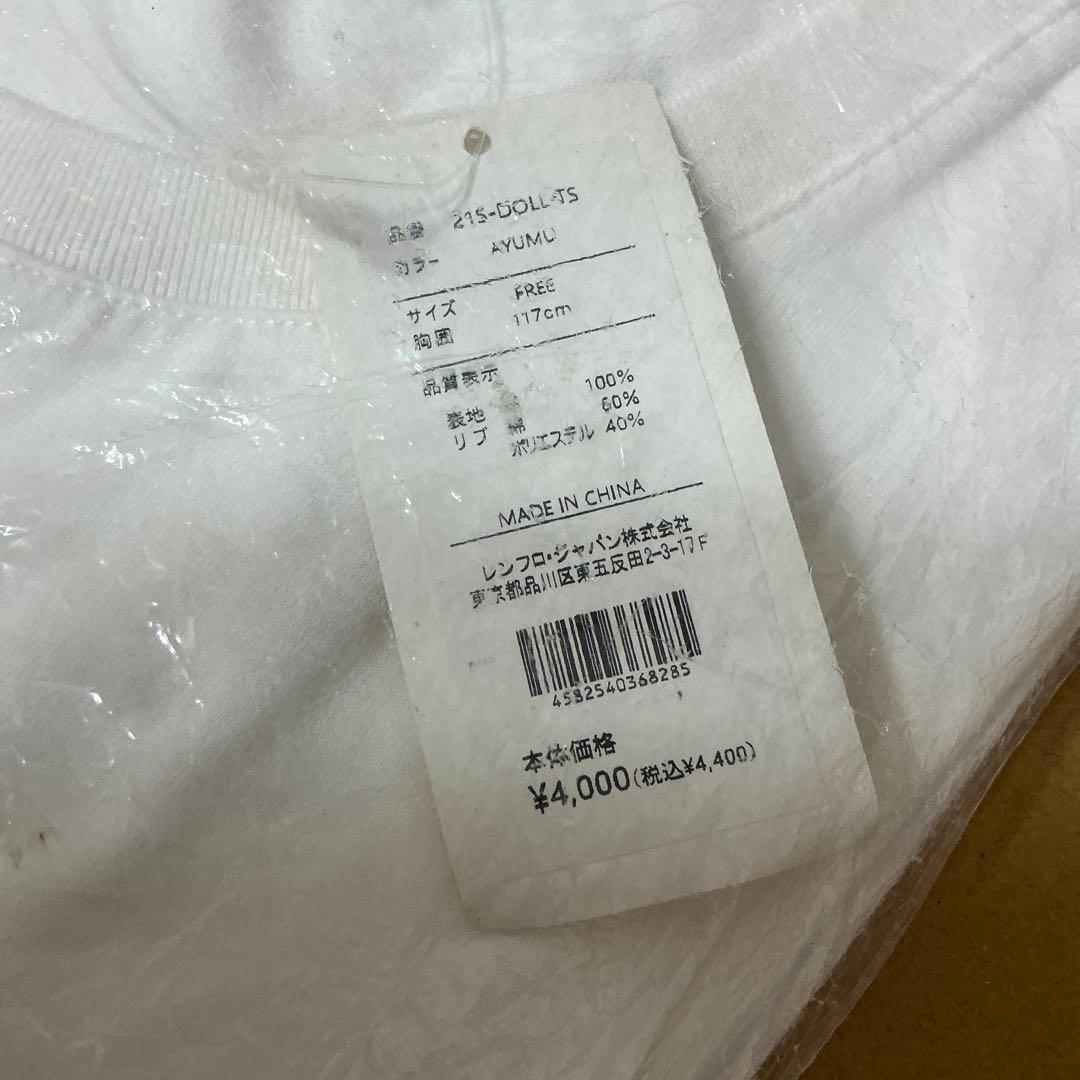 品番 21S-DOLL-TS
カラー AYUMU
サイズ FREE
胸囲 117cm
品質表示
表地 100%
リブ 綿 60%
ポリエステル 40%
MADE IN CHINA
レンフロ・ジャパン株式会社
東京都品川区東五反田2-3-17F
4582540368285
本体価格
¥4,000(税込¥4,400)